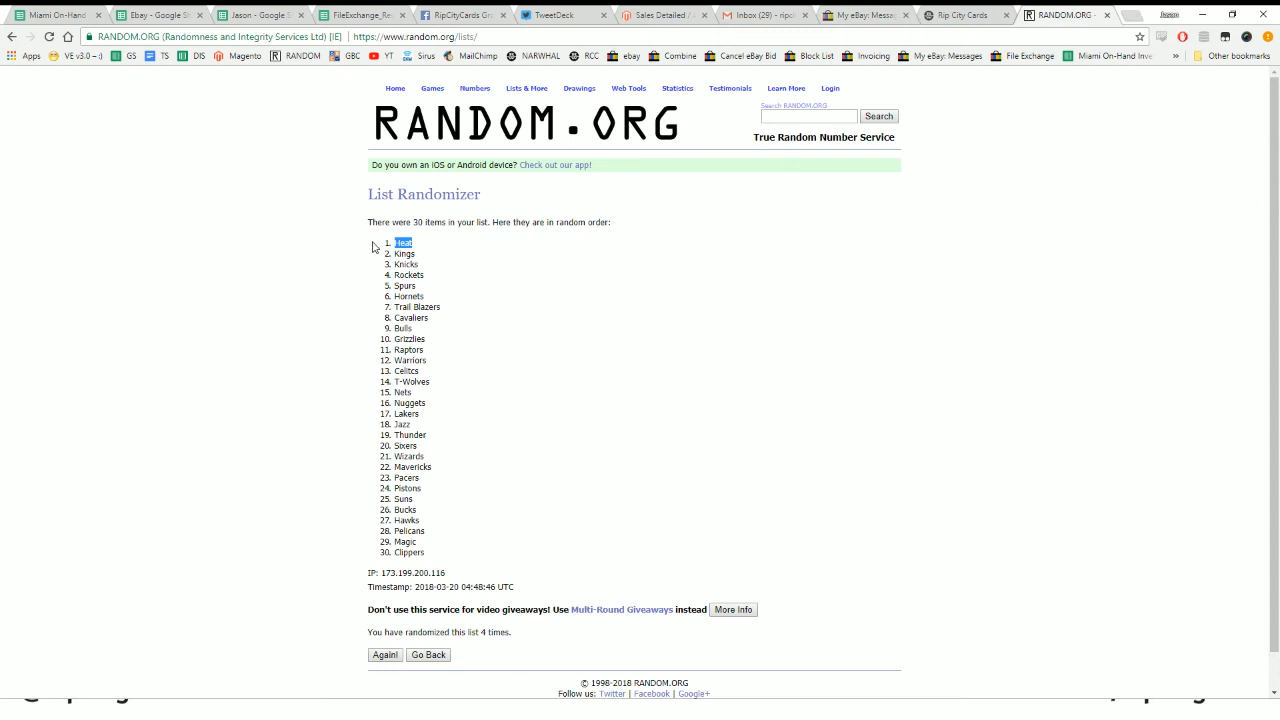 Miami On-Hand
Ebay - Google S
Jason - Google S
FileExchange_Re
RipCityCards Gr
TweetDeck
Sales Detailed / A
Inbox (29) - ripci
My eBay: Messa
Rip City Cards
RANDOM.ORG -
Jason
RANDOM.ORG (Randomness and Integrity Services Ltd) [IE] https://www.random.org/lists/
Apps VE v3.0 -- :) GS TS DIS Magento RANDOM GBC YT Sirus MailChimp NARWHAL RCC ebay Combine Cancel eBay Bid Block List Invoicing My eBay: Messages File Exchange Miami On-Hand Inve » Other bookmarks
Home Games Numbers Lists & More Drawings Web Tools Statistics Testimonials Learn More Login
Search RANDOM.ORG
RANDOM.ORG
Search
True Random Number Service
Do you own an iOS or Android device? Check out our app!
List Randomizer
There were 30 items in your list. Here they are in random order:
1. Heat
2. Kings
3. Knicks
4. Rockets
5. Spurs
6. Hornets
7. Trail Blazers
8. Cavaliers
9. Bulls
10. Grizzlies
11. Raptors
12. Warriors
13. Celitcs
14. T-Wolves
15. Nets
16. Nuggets
17. Lakers
18. Jazz
19. Thunder
20. Sixers
21. Wizards
22. Mavericks
23. Pacers
24. Pistons
25. Suns
26. Bucks
27. Hawks
28. Pelicans
29. Magic
30. Clippers
IP: 173.199.200.116
Timestamp: 2018-03-20 04:48:46 UTC
Don't use this service for video giveaways! Use Multi-Round Giveaways instead More Info
You have randomized this list 4 times.
Again! Go Back
© 1998-2018 RANDOM.ORG
Follow us: Twitter | Facebook | Google+